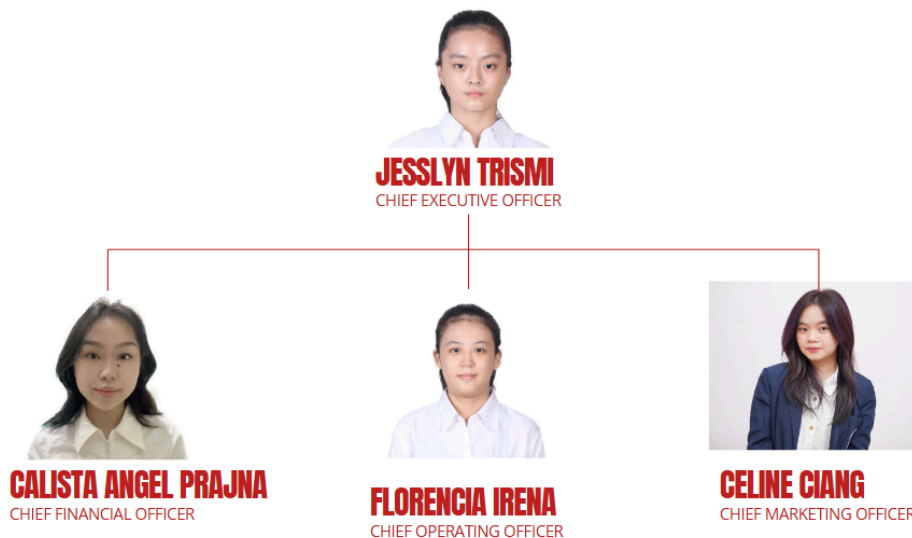 JESSLYN TRISMI
CHIEF EXECUTIVE OFFICER
CALISTA ANGEL PRAJNA
CHIEF FINANCIAL OFFICER
FLORENCIA IRENA
CHIEF OPERATING OFFICER
CELINE CIANG
CHIEF MARKETING OFFICER